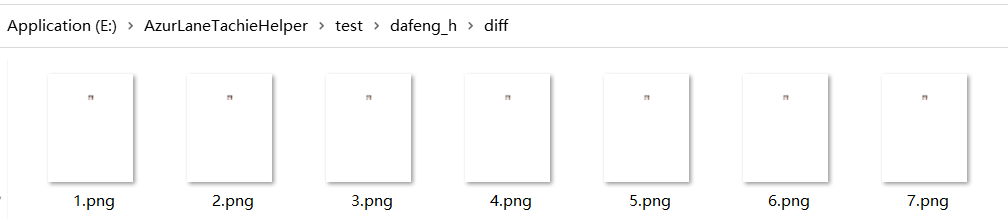 Application (E:) > AzurLaneTachieHelper > test > dafeng_h > diff
1.png 2.png 3.png 4.png 5.png 6.png 7.png